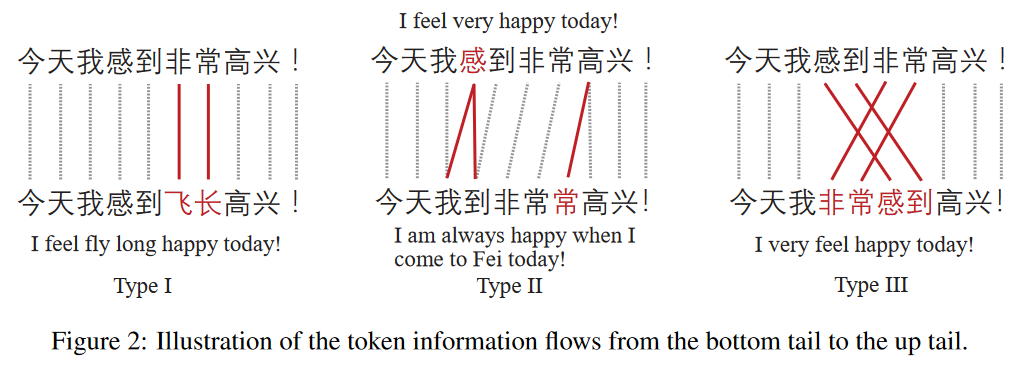 I feel very happy today!
今天我感到非常高兴！ 今天我感到非常高兴！ 今天我感到非常高兴！
今天我感到飞长高兴！ 今天我到非常常高兴！ 今天我非常感到高兴！
I feel fly long happy today!
I am always happy when I
come to Fei today!
I very feel happy today!
Type I Type II Type III
Figure 2: Illustration of the token information flows from the bottom tail to the up tail.